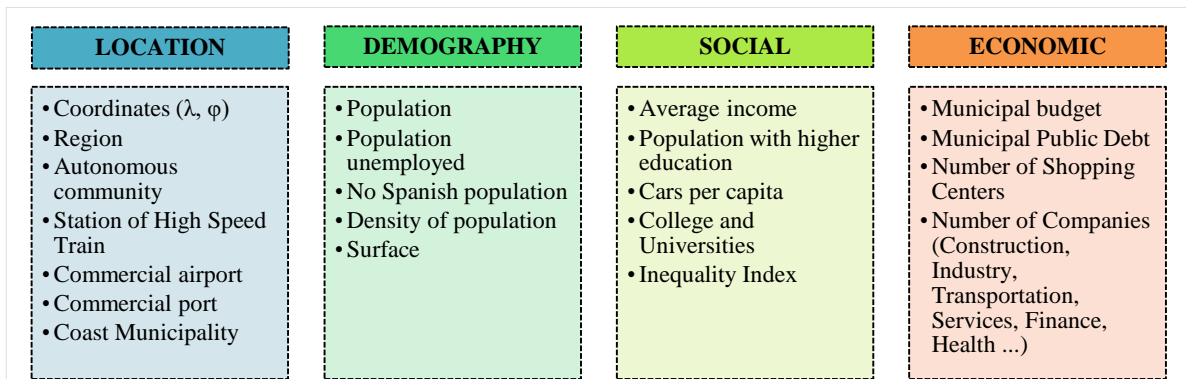 LOCATION
• Coordinates (λ, φ)
• Region
• Autonomous
community
• Station of High Speed
Train
• Commercial airport
• Commercial port
• Coast Municipality
DEMOGRAPHY
• Population
• Population
unemployed
• No Spanish population
• Density of population
• Surface
SOCIAL
• Average income
• Population with higher
education
• Cars per capita
• College and
Universities
• Inequality Index
ECONOMIC
• Municipal budget
• Municipal Public Debt
• Number of Shopping
Centers
• Number of Companies
(Construction,
Industry,
Transportation,
Services, Finance,
Health ...)